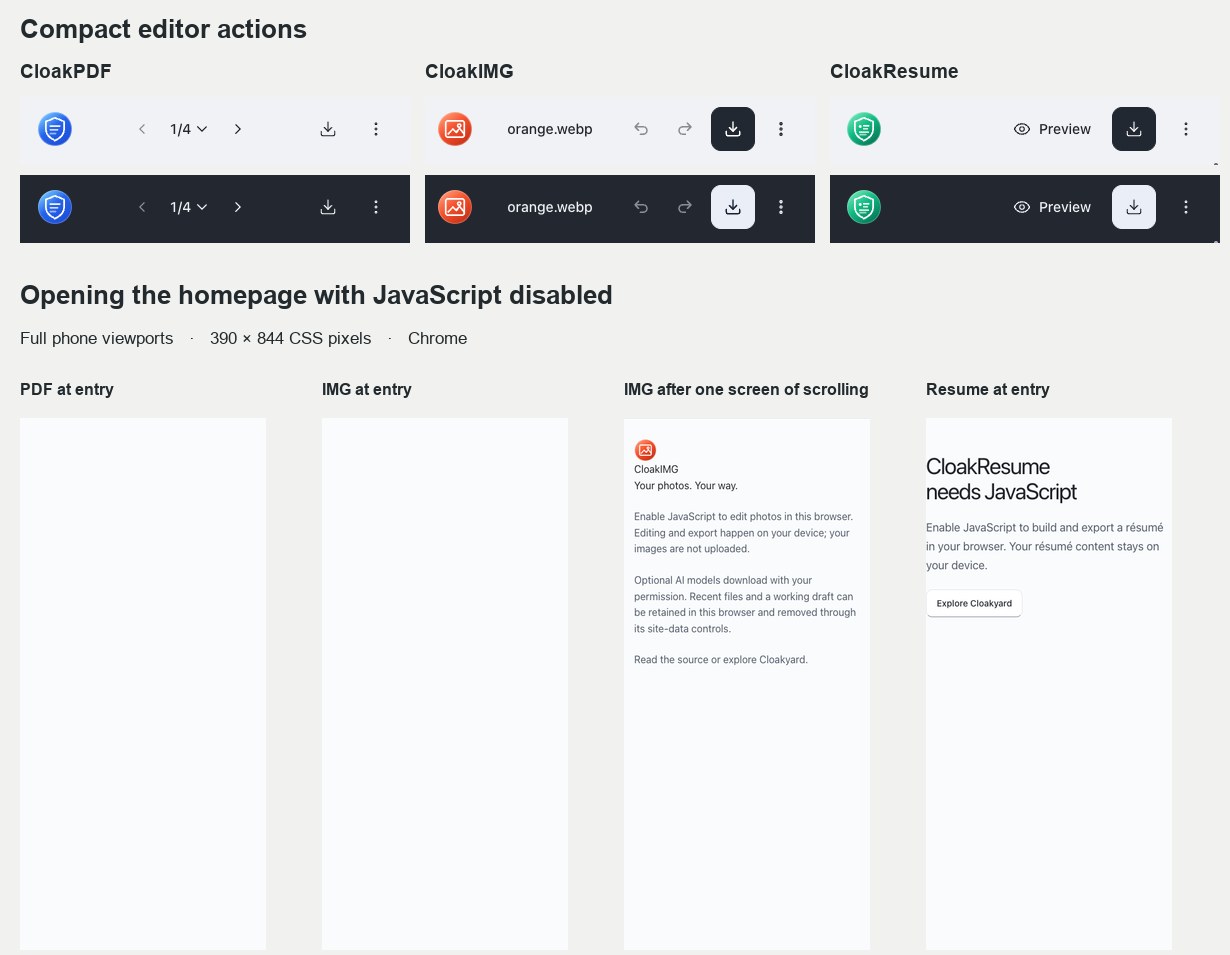 Compact editor actions
CloakPDF
CloakIMG
CloakResume
1/4
orange.webp
Preview
1/4
orange.webp
Preview
Opening the homepage with JavaScript disabled
Full phone viewports · 390 × 844 CSS pixels · Chrome
PDF at entry
IMG at entry
IMG after one screen of scrolling
Resume at entry
CloakIMG
Your photos. Your way.
Enable JavaScript to edit photos in this browser.
Editing and export happen on your device; your
images are not uploaded.
Optional AI models download with your
permission. Recent files and a working draft can
be retained in this browser and removed through
its site-data controls.
Read the source or explore Cloakyard.
CloakResume
needs JavaScript
Enable JavaScript to build and export a résumé
in your browser. Your résumé content stays on
your device.
Explore Cloakyard